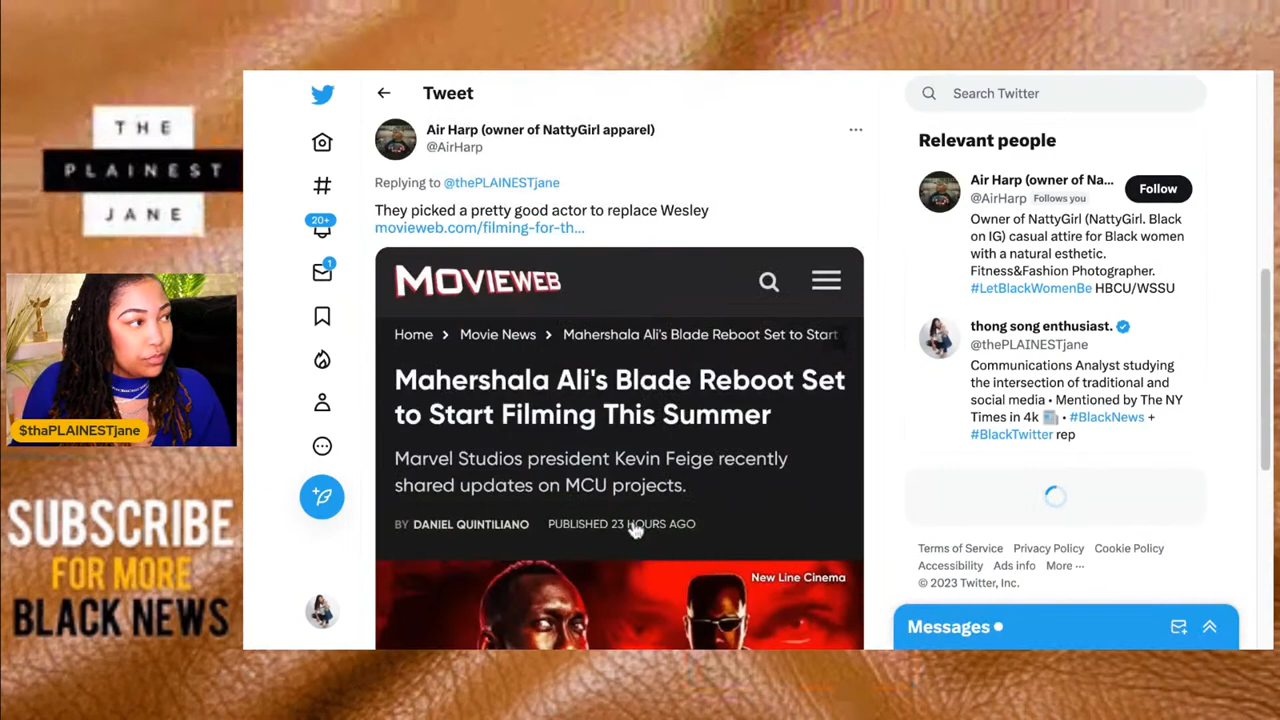 THE
PLAINEST
JANE
$thaPLAINESTjane
SUBSCRIBE
FOR MORE
BLACK NEWS
20+
1
Tweet
Air Harp (owner of NattyGirl apparel)
@AirHarp
Replying to @thePLAINESTjane
They picked a pretty good actor to replace Wesley
movieweb.com/filming-for-th...
MOVIEWEB
Home > Movie News > Mahershala Ali's Blade Reboot Set to Start
Mahershala Ali's Blade Reboot Set
to Start Filming This Summer
Marvel Studios president Kevin Feige recently
shared updates on MCU projects.
BY DANIEL QUINTILIANO PUBLISHED 23 HOURS AGO
New Line Cinema
Search Twitter
Relevant people
Air Harp (owner of Na...
@AirHarp Follows you
Follow
Owner of NattyGirl (NattyGirl. Black
on IG) casual attire for Black women
with a natural esthetic.
Fitness&Fashion Photographer.
#LetBlackWomenBe HBCU/WSSU
thong song enthusiast.
@thePLAINESTjane
Communications Analyst studying
the intersection of traditional and
social media • Mentioned by The NY
Times in 4k • #BlackNews +
#BlackTwitter rep
Terms of Service Privacy Policy Cookie Policy
Accessibility Ads info More ···
© 2023 Twitter, Inc.
Messages